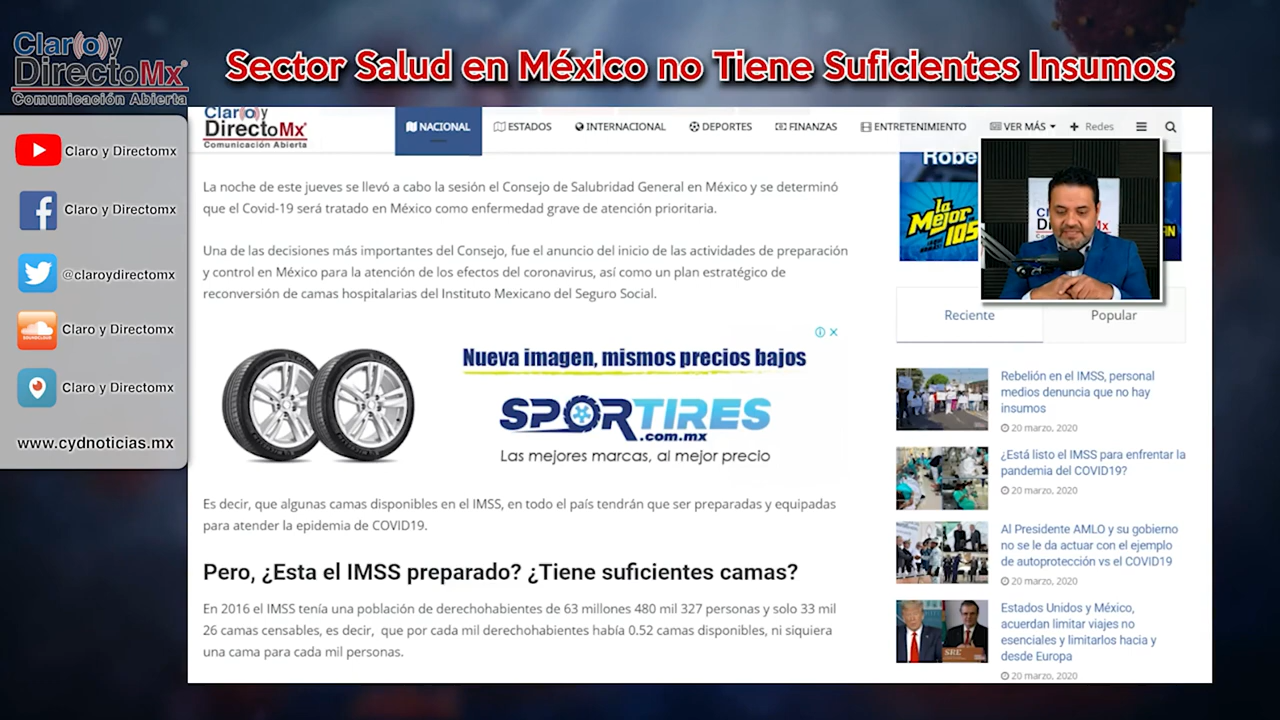 Claro y
DirectoMx
Comunicación Abierta
Sector Salud en México no Tiene Suficientes Insumos
Claro y Directomx
Claro y Directomx
@claroydirectomx
SOUNDCLOUD
Claro y Directomx
Claro y Directomx
www.cydnoticias.mx
Claro y
DirectoMx
Comunicación Abierta
NACIONAL
ESTADOS
INTERNACIONAL
DEPORTES
FINANZAS
ENTRETENIMIENTO
VER MÁS
Redes
La noche de este jueves se llevó a cabo la sesión el Consejo de Salubridad General en México y se determinó
que el Covid-19 será tratado en México como enfermedad grave de atención prioritaria.
Una de las decisiones más importantes del Consejo, fue el anuncio del inicio de las actividades de preparación
y control en México para la atención de los efectos del coronavirus, así como un plan estratégico de
reconversión de camas hospitalarias del Instituto Mexicano del Seguro Social.
Nueva imagen, mismos precios bajos
SPORTIRES
.com.mx
Las mejores marcas, al mejor precio
Es decir, que algunas camas disponibles en el IMSS, en todo el país tendrán que ser preparadas y equipadas
para atender la epidemia de COVID19.
Pero, ¿Esta el IMSS preparado? ¿Tiene suficientes camas?
En 2016 el IMSS tenía una población de derechohabientes de 63 millones 480 mil 327 personas y solo 33 mil
26 camas censables, es decir, que por cada mil derechohabientes había 0.52 camas disponibles, ni siquiera
una cama para cada mil personas.
la
Mejor
105
Reciente
Popular
Rebelión en el IMSS, personal
medios denuncia que no hay
insumos
20 marzo, 2020
¿Está listo el IMSS para enfrentar la
pandemia del COVID19?
20 marzo, 2020
Al Presidente AMLO y su gobierno
no se le da actuar con el ejemplo
de autoprotección vs el COVID19
20 marzo, 2020
Estados Unidos y México,
acuerdan limitar viajes no
esenciales y limitarlos hacia y
desde Europa
SRE
20 marzo, 2020